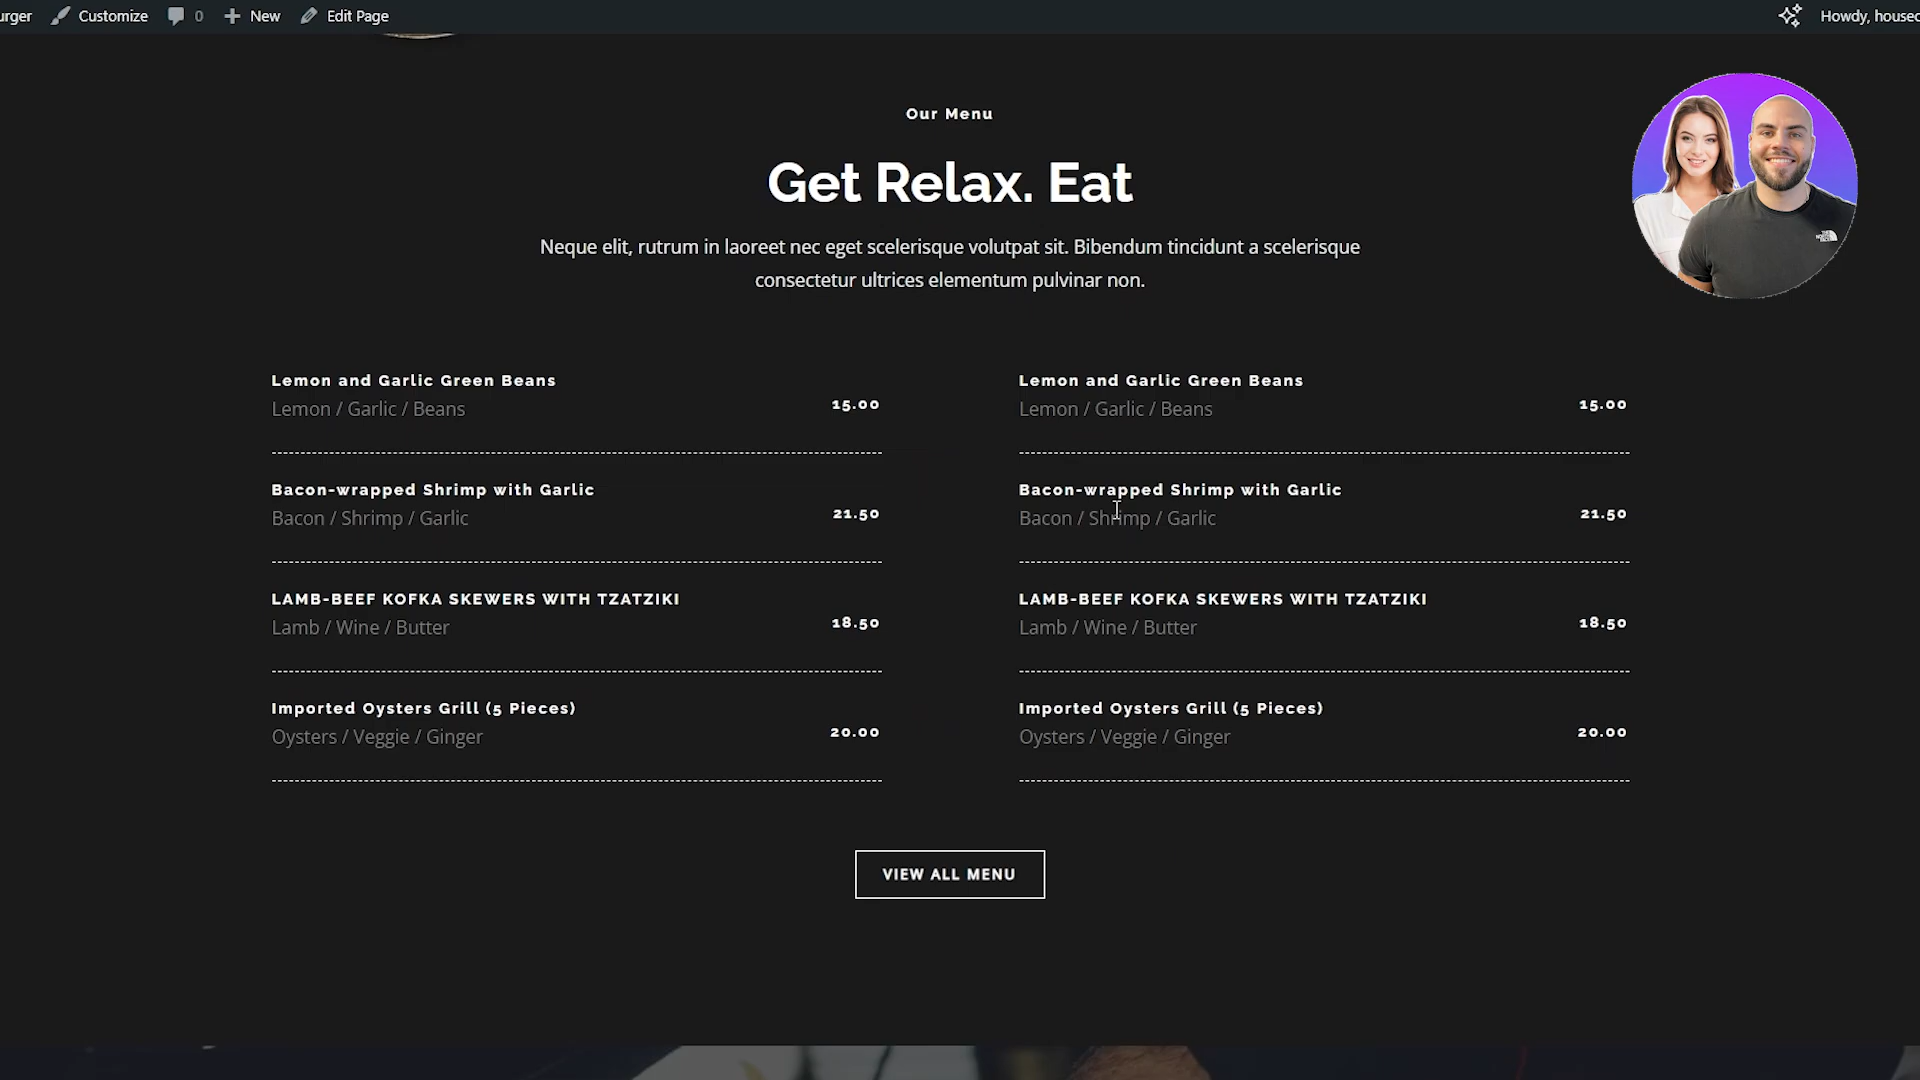 urger Customize 0 New Edit Page Howdy, housec
Our Menu
Get Relax. Eat
Neque elit, rutrum in laoreet nec eget scelerisque volutpat sit. Bibendum tincidunt a scelerisque
consectetur ultrices elementum pulvinar non.
Lemon and Garlic Green Beans
Lemon / Garlic / Beans
15.00
Bacon-wrapped Shrimp with Garlic
Bacon / Shrimp / Garlic
21.50
LAMB-BEEF KOFKA SKEWERS WITH TZATZIKI
Lamb / Wine / Butter
18.50
Imported Oysters Grill (5 Pieces)
Oysters / Veggie / Ginger
20.00
Lemon and Garlic Green Beans
Lemon / Garlic / Beans
15.00
Bacon-wrapped Shrimp with Garlic
Bacon / Shrimp / Garlic
21.50
LAMB-BEEF KOFKA SKEWERS WITH TZATZIKI
Lamb / Wine / Butter
18.50
Imported Oysters Grill (5 Pieces)
Oysters / Veggie / Ginger
20.00
VIEW ALL MENU